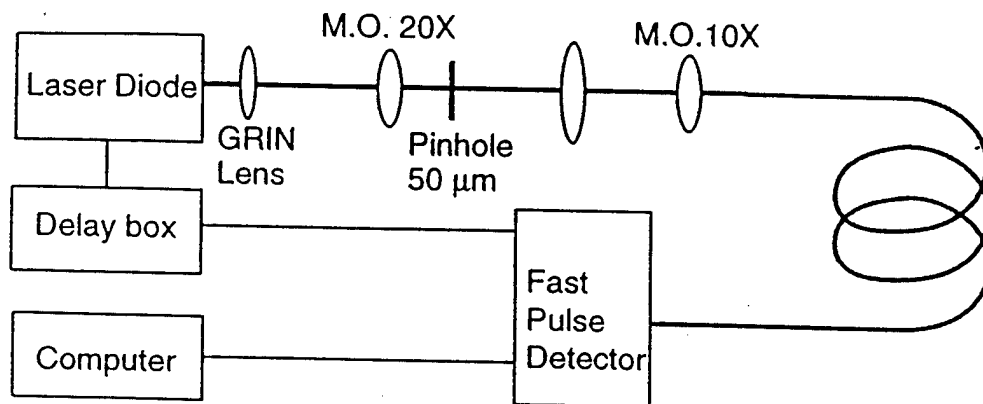 M.O. 20X
M.O.10X
Laser Diode
GRIN
Lens
Pinhole
50 μm
Delay box
Fast
Pulse
Detector
Computer